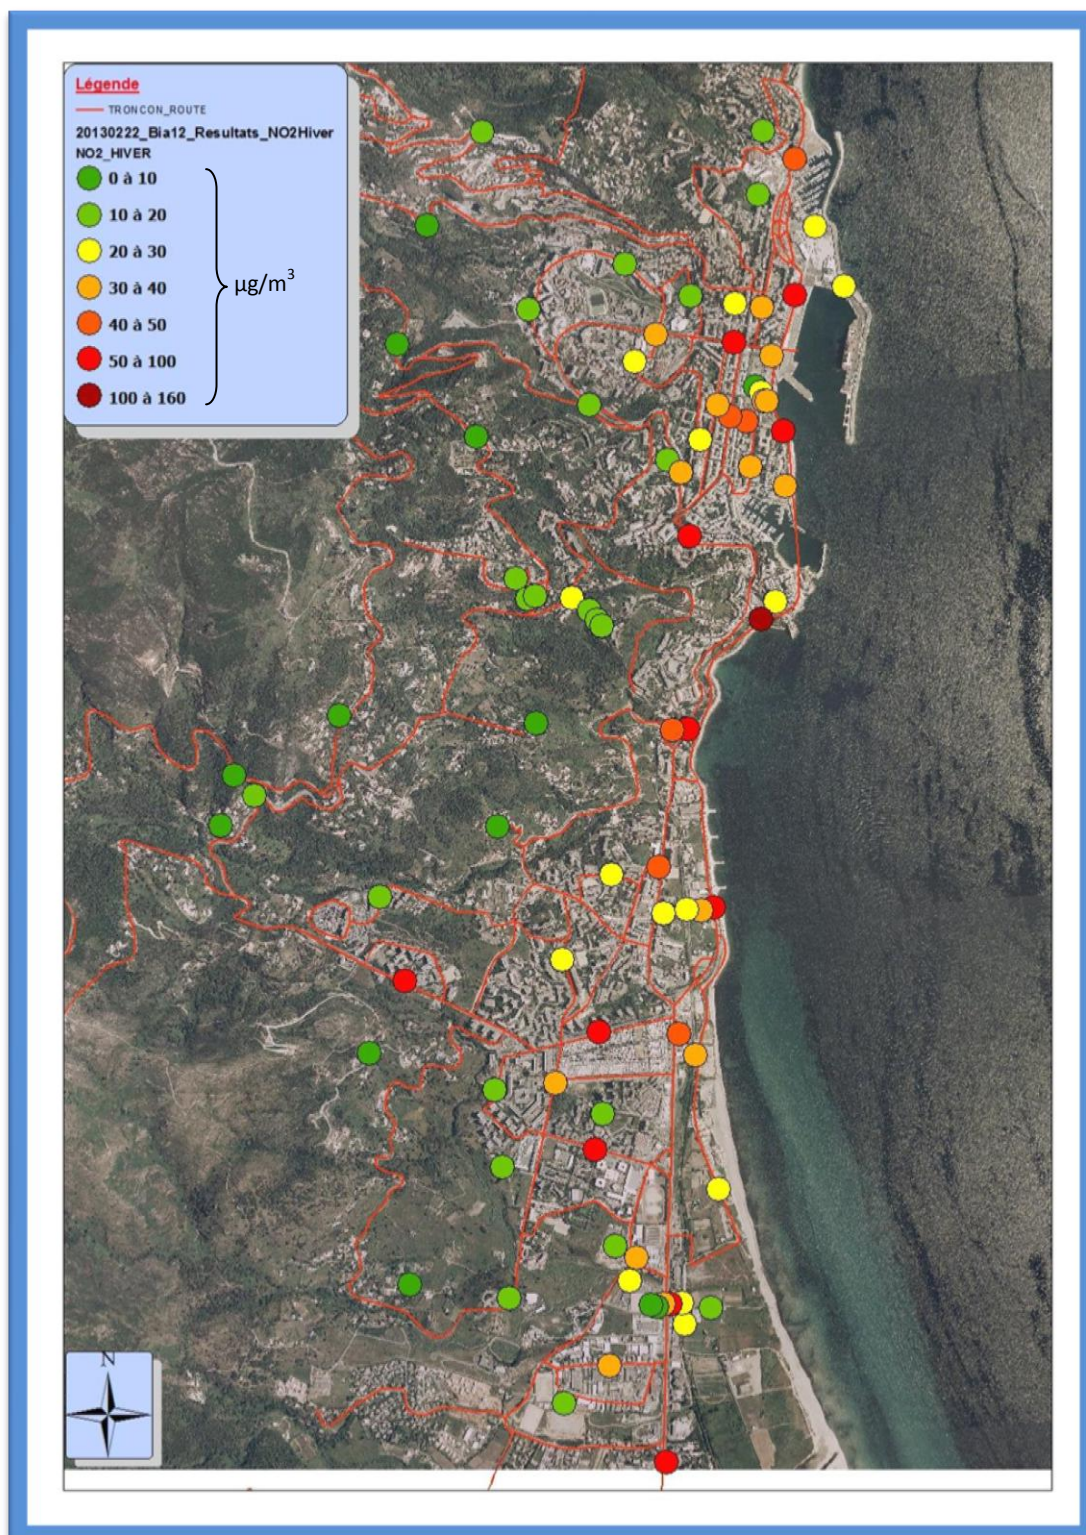 Légende
TRONCON_ROUTE
20130222_Bia12_Resultats_NO2Hiver
NO2_HIVER
0 à 10
10 à 20
20 à 30
30 à 40
40 à 50
50 à 100
100 à 160
µg/m³
N